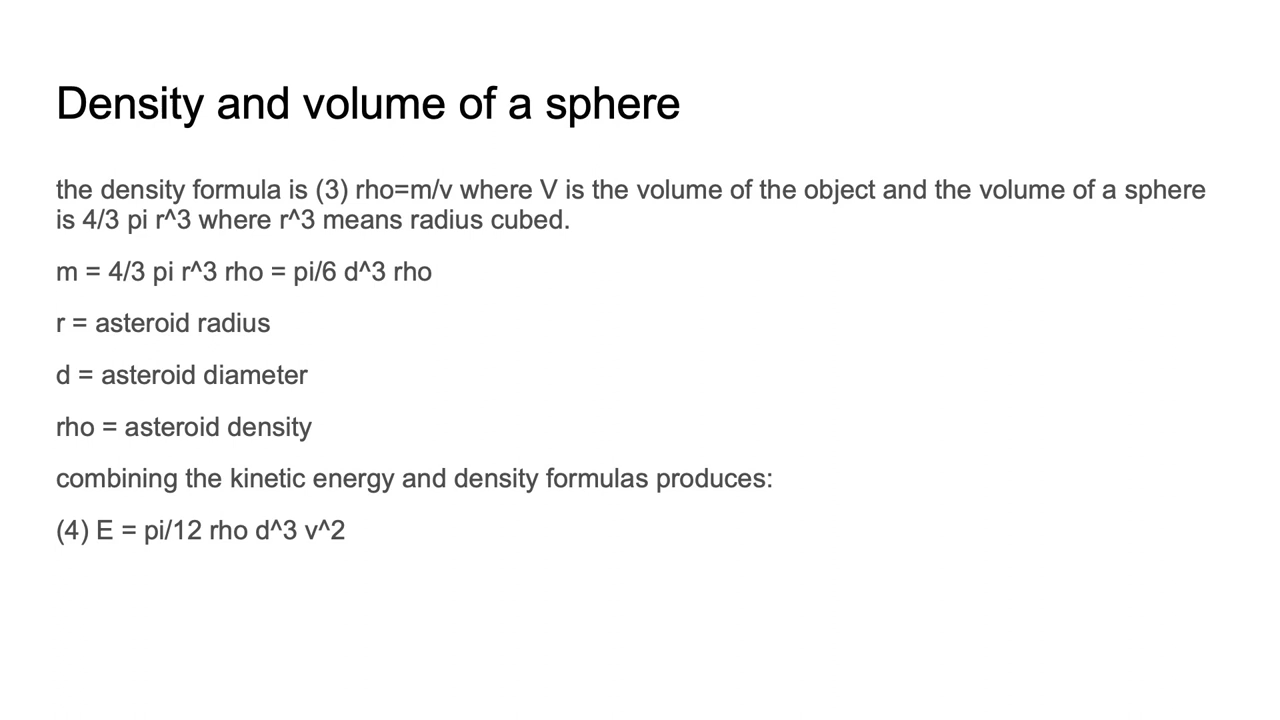 Density and volume of a sphere
the density formula is (3) rho=m/v where V is the volume of the object and the volume of a sphere
is 4/3 pi r^3 where r^3 means radius cubed.
m = 4/3 pi r^3 rho = pi/6 d^3 rho
r = asteroid radius
d = asteroid diameter
rho = asteroid density
combining the kinetic energy and density formulas produces:
(4) E = pi/12 rho d^3 v^2